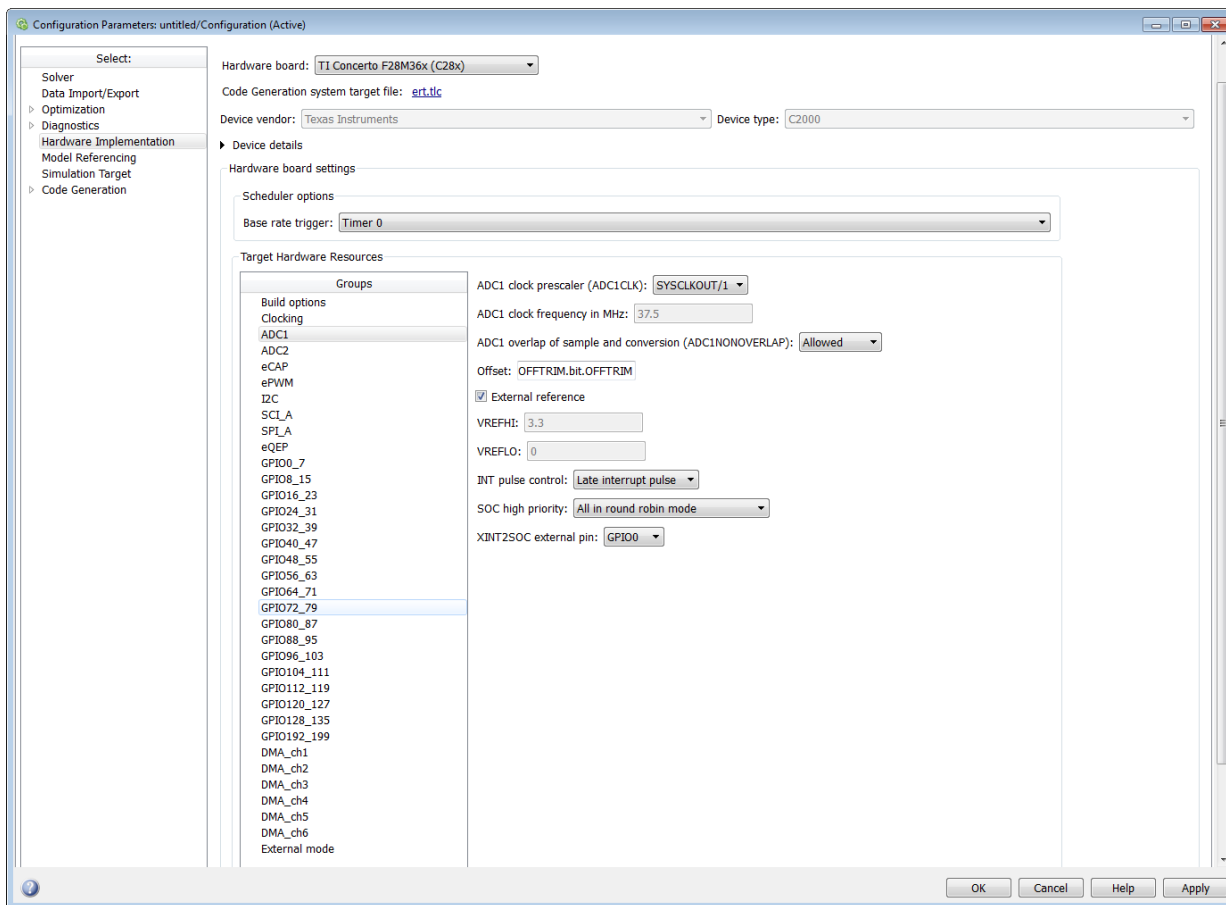 Configuration Parameters: untitled/Configuration (Active)
Select:
Solver
Data Import/Export
Optimization
Diagnostics
Hardware Implementation
Model Referencing
Simulation Target
Code Generation
Hardware board: TI Concerto F28M36x (C28x)
Code Generation system target file: ert.tlc
Device vendor: Texas Instruments Device type: C2000
Device details
Hardware board settings
Scheduler options
Base rate trigger: Timer 0
Target Hardware Resources
Groups
Build options
Clocking
ADC1
ADC2
eCAP
ePWM
I2C
SCI_A
SPI_A
eQEP
GPIO0_7
GPIO8_15
GPIO16_23
GPIO24_31
GPIO32_39
GPIO40_47
GPIO48_55
GPIO56_63
GPIO64_71
GPIO72_79
GPIO80_87
GPIO88_95
GPIO96_103
GPIO104_111
GPIO112_119
GPIO120_127
GPIO128_135
GPIO192_199
DMA_ch1
DMA_ch2
DMA_ch3
DMA_ch4
DMA_ch5
DMA_ch6
External mode
ADC1 clock prescaler (ADC1CLK): SYSCLKOUT/1
ADC1 clock frequency in MHz: 37.5
ADC1 overlap of sample and conversion (ADC1NONOVERLAP): Allowed
Offset: OFFTRIM.bit.OFFTRIM
External reference
VREFHI: 3.3
VREFLO: 0
INT pulse control: Late interrupt pulse
SOC high priority: All in round robin mode
XINT2SOC external pin: GPIO0
OK Cancel Help Apply